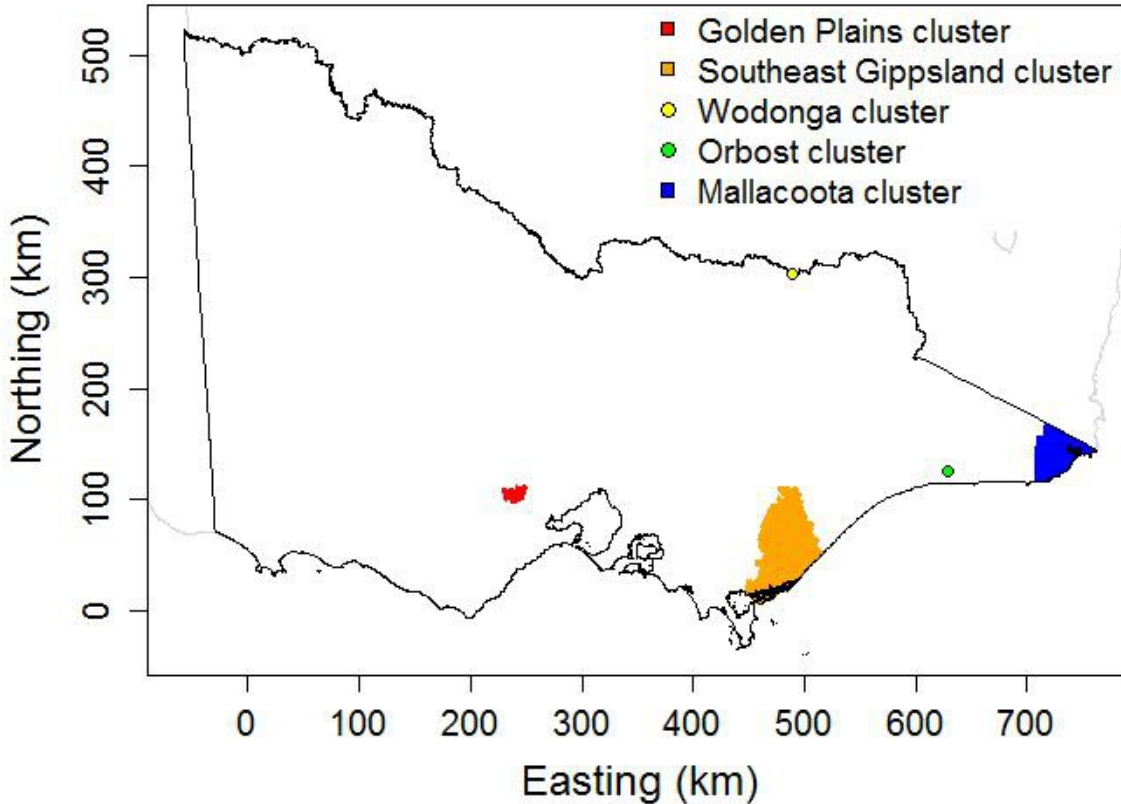 Golden Plains cluster
Southeast Gippsland cluster
Wodonga cluster
Orbost cluster
Mallacoota cluster
Northing (km)
500
400
300
200
100
0
0 100 200 300 400 500 600 700
Easting (km)